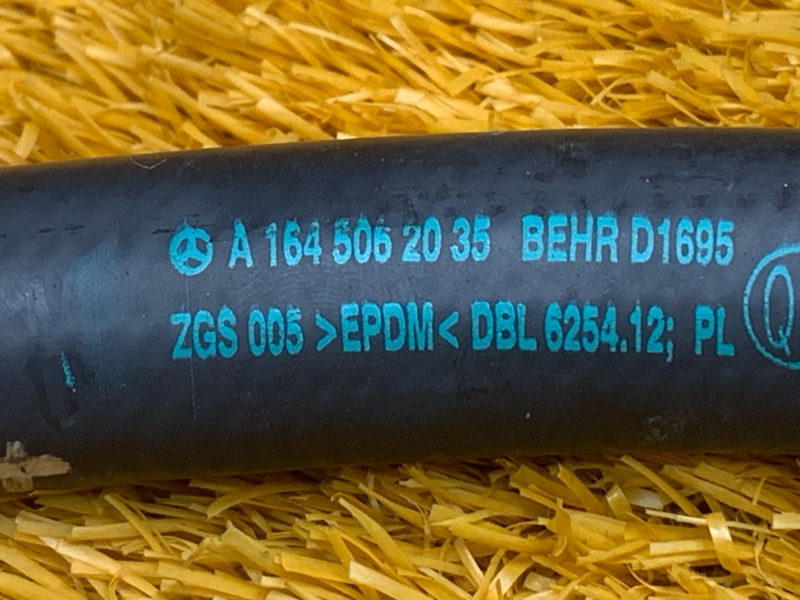 A 164 506 20 35 BEHR D1695
ZGS 005 >EPDM< DBL 6254.12; PL
Q